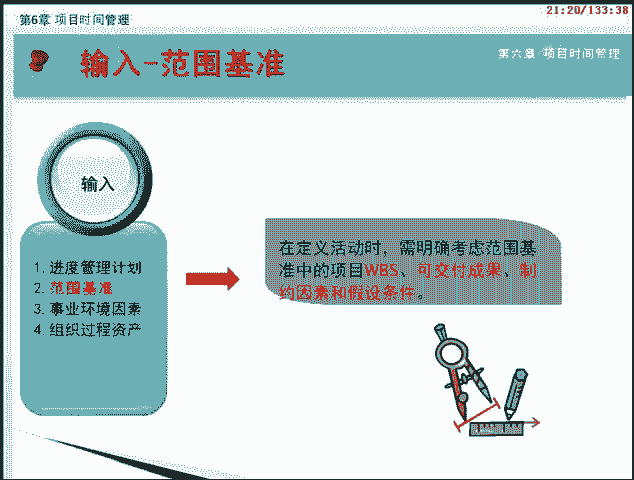 第6章 项目时间管理
21:20/133:38
输入-范围基准
第六章 项目时间管理
输入
1. 进度管理计划
2. 范围基准
3. 事业环境因素
4. 组织过程资产
在定义活动时，需明确考虑范围基
准中的项目WBS、可交付成果、制
约因素和假设条件。